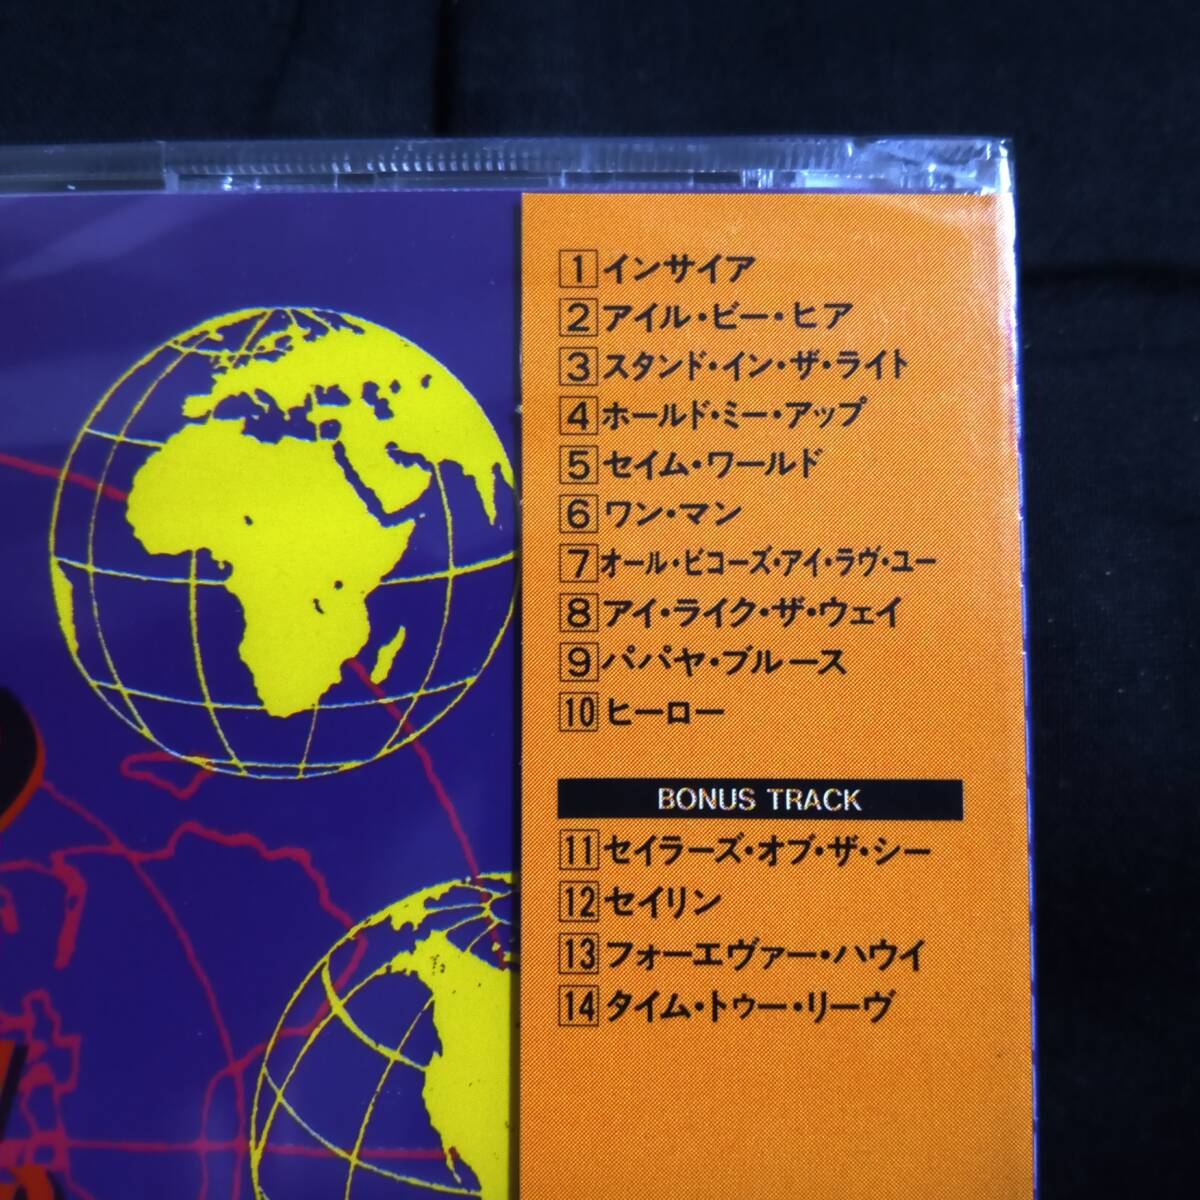 1 インサイア
2 アイル・ビー・ヒア
3 スタンド・イン・ザ・ライト
4 ホールド・ミー・アップ
5 セイム・ワールド
6 ワン・マン
7 オール・ビコーズ・アイ・ラヴ・ユー
8 アイ・ライク・ザ・ウェイ
9 パパヤ・ブルース
10 ヒーロー
BONUS TRACK
11 セイラーズ・オブ・ザ・シー
12 セイリン
13 フォーエヴァー・ハウイ
14 タイム・トゥー・リーヴ